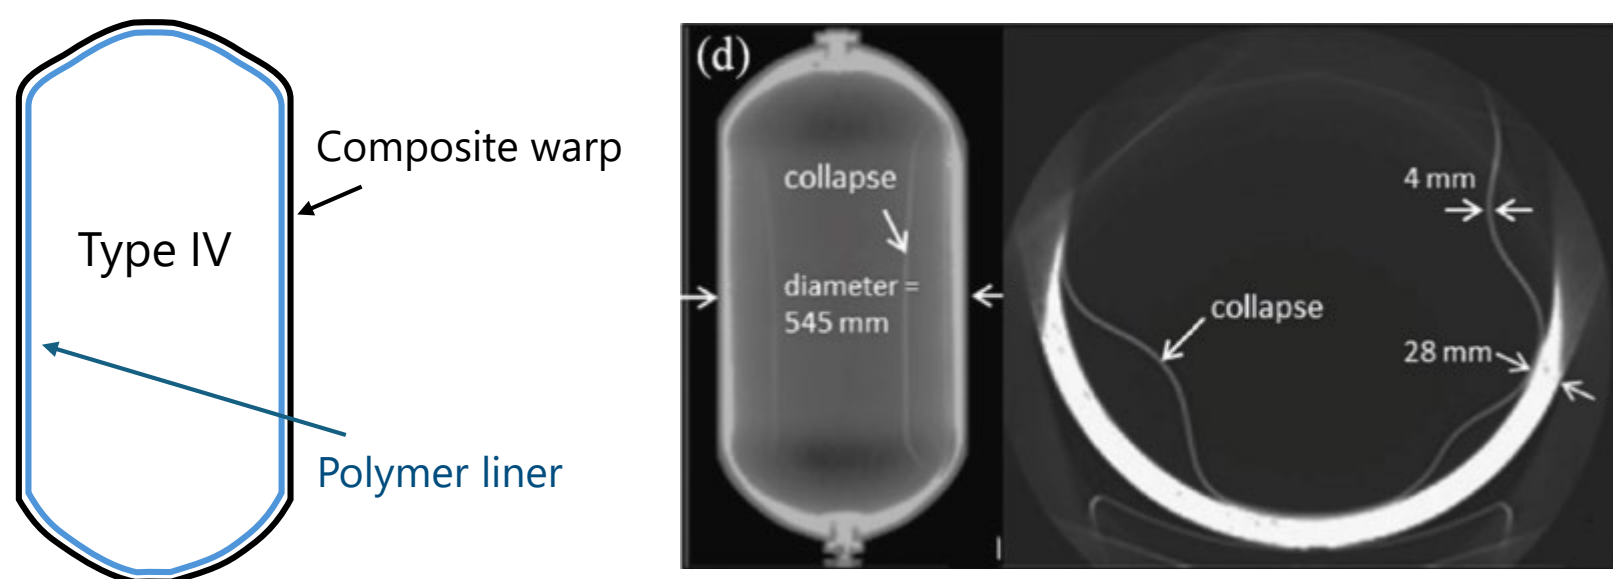 Type IV
Composite warp
Polymer liner
(d)
collapse
diameter =
545 mm
4 mm
collapse
28 mm